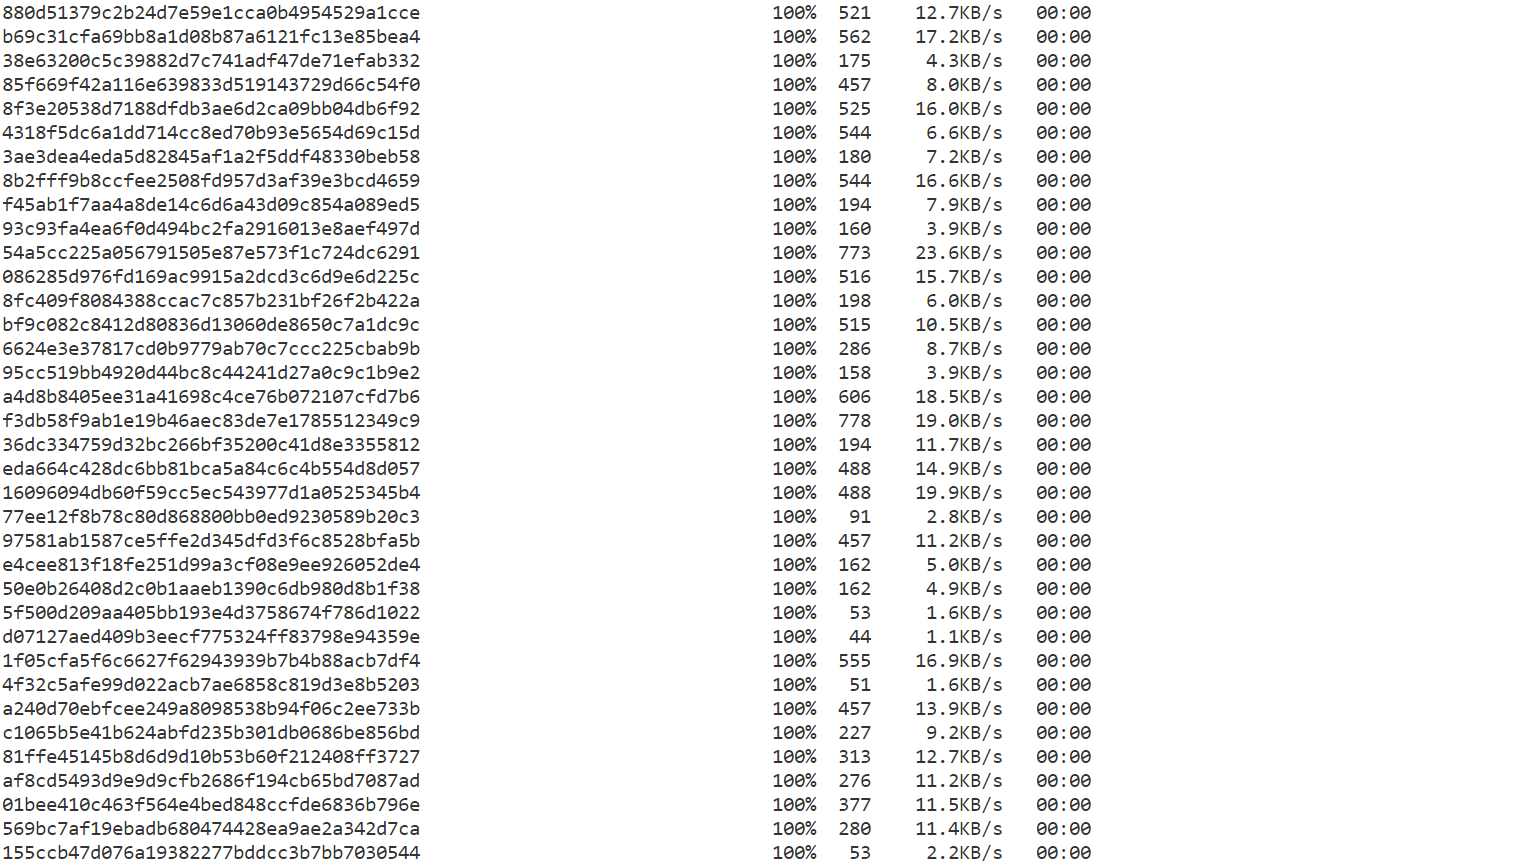 880d51379c2b24d7e59e1cca0b4954529a1cce 100% 521 12.7KB/s 00:00
b69c31cfa69bb8a1d08b87a6121fc13e85bea4 100% 562 17.2KB/s 00:00
38e63200c5c39882d7c741adf47de71efab332 100% 175 4.3KB/s 00:00
85f669f42a116e639833d519143729d66c54f0 100% 457 8.0KB/s 00:00
8f3e20538d7188dfdb3ae6d2ca09bb04db6f92 100% 525 16.0KB/s 00:00
4318f5dc6a1dd714cc8ed70b93e5654d69c15d 100% 544 6.6KB/s 00:00
3ae3dea4eda5d82845af1a2f5ddf48330beb58 100% 180 7.2KB/s 00:00
8b2fff9b8ccfee2508fd957d3af39e3bcd4659 100% 544 16.6KB/s 00:00
f45ab1f7aa4a8de14c6d6a43d09c854a089ed5 100% 194 7.9KB/s 00:00
93c93fa4ea6f0d494bc2fa2916013e8aef497d 100% 160 3.9KB/s 00:00
54a5cc225a056791505e87e573f1c724dc6291 100% 773 23.6KB/s 00:00
086285d976fd169ac9915a2dcd3c6d9e6d225c 100% 516 15.7KB/s 00:00
8fc409f8084388ccac7c857b231bf26f2b422a 100% 198 6.0KB/s 00:00
bf9c082c8412d80836d13060de8650c7a1dc9c 100% 515 10.5KB/s 00:00
6624e3e37817cd0b9779ab70c7ccc225cbab9b 100% 286 8.7KB/s 00:00
95cc519bb4920d44bc8c44241d27a0c9c1b9e2 100% 158 3.9KB/s 00:00
a4d8b8405ee31a41698c4ce76b072107cfd7b6 100% 606 18.5KB/s 00:00
f3db58f9ab1e19b46aec83de7e1785512349c9 100% 778 19.0KB/s 00:00
36dc334759d32bc266bf35200c41d8e3355812 100% 194 11.7KB/s 00:00
eda664c428dc6bb81bca5a84c6c4b554d8d057 100% 488 14.9KB/s 00:00
16096094db60f59cc5ec543977d1a0525345b4 100% 488 19.9KB/s 00:00
77ee12f8b78c80d868800bb0ed9230589b20c3 100% 91 2.8KB/s 00:00
97581ab1587ce5ffe2d345dfd3f6c8528bfa5b 100% 457 11.2KB/s 00:00
e4cee813f18fe251d99a3cf08e9ee926052de4 100% 162 5.0KB/s 00:00
50e0b26408d2c0b1aaeb1390c6db980d8b1f38 100% 162 4.9KB/s 00:00
5f500d209aa405bb193e4d3758674f786d1022 100% 53 1.6KB/s 00:00
d07127aed409b3eecf775324ff83798e94359e 100% 44 1.1KB/s 00:00
1f05cfa5f6c6627f62943939b7b4b88acb7df4 100% 555 16.9KB/s 00:00
4f32c5afe99d022acb7ae6858c819d3e8b5203 100% 51 1.6KB/s 00:00
a240d70ebfcee249a8098538b94f06c2ee733b 100% 457 13.9KB/s 00:00
c1065b5e41b624abfd235b301db0686be856bd 100% 227 9.2KB/s 00:00
81ffe45145b8d6d9d10b53b60f212408ff3727 100% 313 12.7KB/s 00:00
af8cd5493d9e9d9cfb2686f194cb65bd7087ad 100% 276 11.2KB/s 00:00
01bee410c463f564e4bed848ccfde6836b796e 100% 377 11.5KB/s 00:00
569bc7af19ebadb680474428ea9ae2a342d7ca 100% 280 11.4KB/s 00:00
155ccb47d076a19382277bddcc3b7bb7030544 100% 53 2.2KB/s 00:00